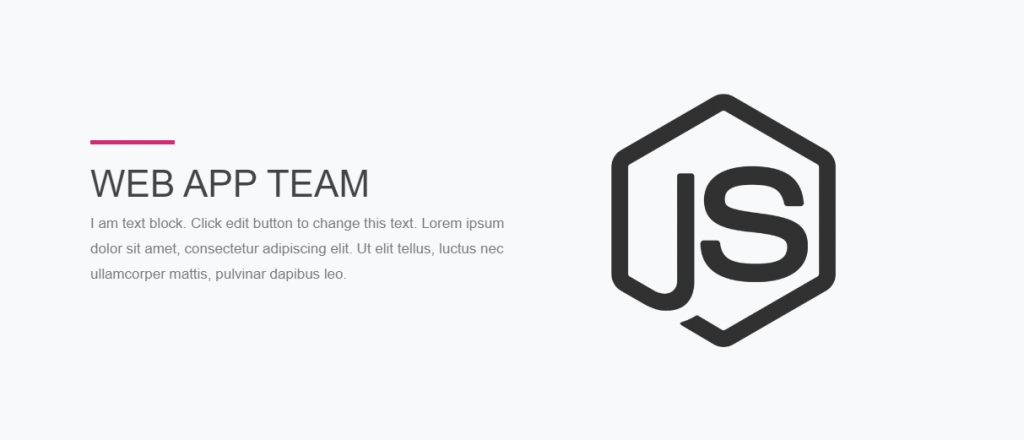 WEB APP TEAM
I am text block. Click edit button to change this text. Lorem ipsum
dolor sit amet, consectetur adipiscing elit. Ut elit tellus, luctus nec
ullamcorper mattis, pulvinar dapibus leo.
JS